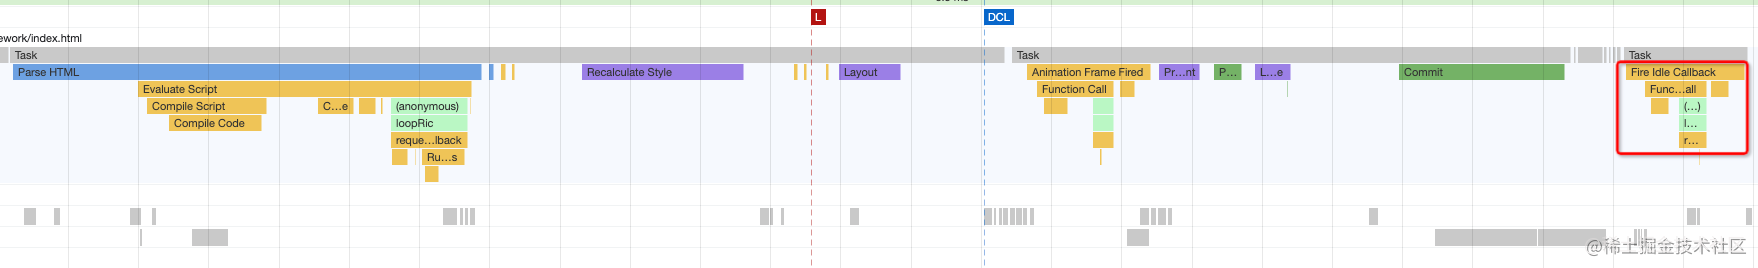 L
DCL
ework/index.html
Task
Task
Task
Parse HTML
Recalculate Style
Layout
Animation Frame Fired
Pr…nt
P…
L…e
Commit
Fire Idle Callback
Evaluate Script
Function Call
Func…all
Compile Script
C…e
(anonymous)
(…)
Compile Code
loopRic
l…
reque…lback
r…
Ru…s
@稀土掘金技术社区